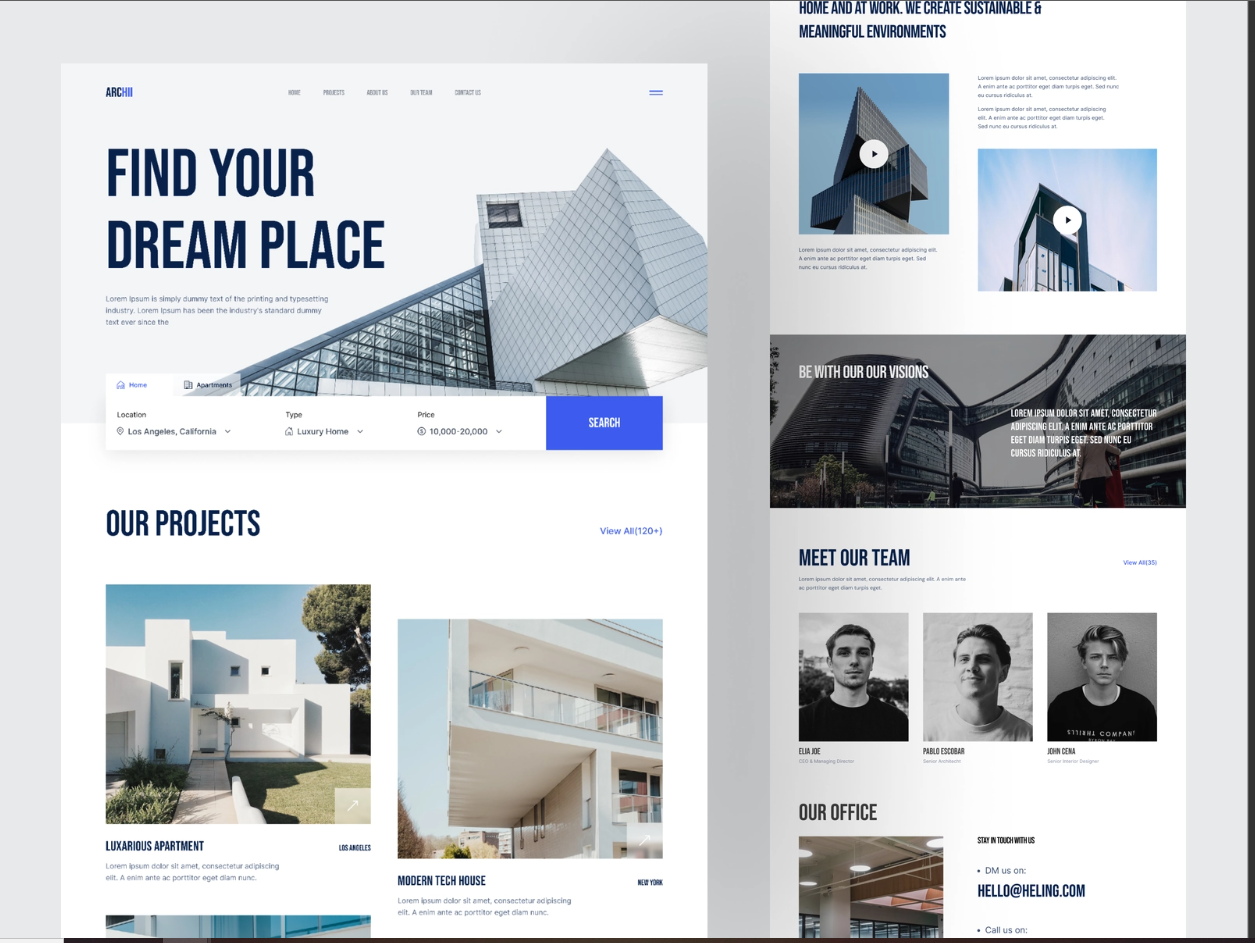 ARCHII
HOME
PROJECTS
ABOUT US
OUR TEAM
CONTACT US
FIND YOUR
DREAM PLACE
Lorem Ipsum is simply dummy text of the printing and typesetting
industry. Lorem Ipsum has been the industry's standard dummy
text ever since the
Home
Apartments
Location
Type
Price
Los Angeles, California
Luxury Home
10,000-20,000
SEARCH
OUR PROJECTS
View All(120+)
LUXARIOUS APARTMENT
LOS ANGELES
Lorem ipsum dolor sit amet, consectetur adipiscing
elit. A enim ante ac porttitor eget diam nunc.
MODERN TECH HOUSE
NEW YORK
Lorem ipsum dolor sit amet, consectetur adipiscing
elit. A enim ante ac porttitor eget diam nunc.
HOME AND AT WORK. WE CREATE SUSTAINABLE &
MEANINGFUL ENVIRONMENTS
Lorem ipsum dolor sit amet, consectetur adipiscing elit.
A enim ante ac porttitor eget diam turpis eget. Sed nunc
eu cursus ridiculus at.
Lorem ipsum dolor sit amet, consectetur adipiscing
elit. A enim ante ac porttitor eget diam turpis eget.
Sed nunc eu cursus ridiculus at.
Lorem ipsum dolor sit amet, consectetur adipiscing elit.
A enim ante ac porttitor eget diam turpis eget. Sed
nunc eu cursus ridiculus at.
BE WITH OUR OUR VISIONS
LOREM IPSUM DOLOR SIT AMET, CONSECTETUR
ADIPISCING ELIT. A ENIM ANTE AC PORTTITOR
EGET DIAM TURPIS EGET. SED NUNC EU
CURSUS RIDICULUS AT.
MEET OUR TEAM
View All(35)
Lorem ipsum dolor sit amet, consectetur adipiscing elit. A enim ante
ac porttitor eget diam turpis eget.
ELIA JOE
CEO & Managing Director
PABLO ESCOBAR
Senior Architect
JOHN CENA
Senior Interior Designer
OUR OFFICE
STAY IN TOUCH WITH US
• DM us on:
HELLO@HELING.COM
• Call us on: